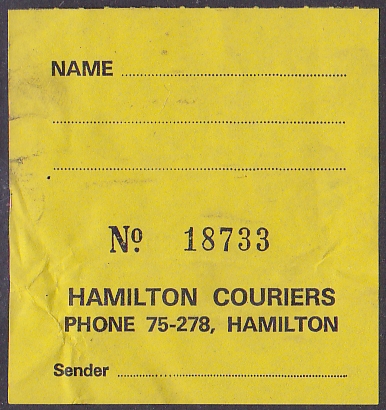 NAME
Nº 18733
HAMILTON COURIERS
PHONE 75-278, HAMILTON
Sender